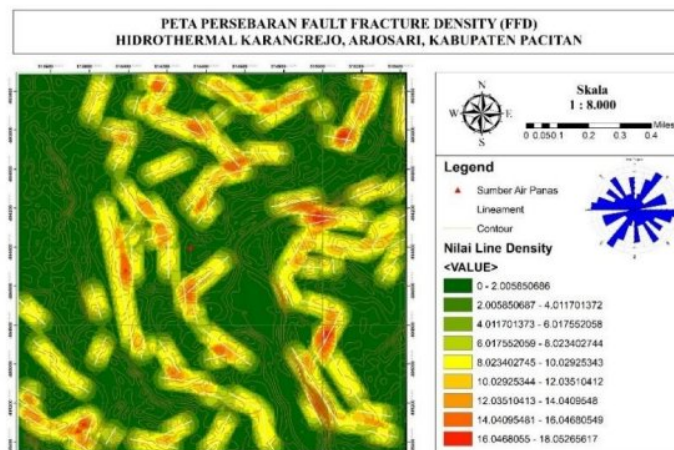 PETA PERSEBARAN FAULT FRACTURE DENSITY (FFD)
HIDROTHERMAL KARANGREJO, ARJOSARI, KABUPATEN PACITAN
N
W E
S
Skala
1 : 8.000
Miles
0 0.05 0.1 0.2 0.3 0.4
Legend
Sumber Air Panas
Lineament
Contour
Nilai Line Density
<VALUE>
0 - 2.005850686
2.005850687 - 4.011701372
4.011701373 - 6.017552058
6.017552059 - 8.023402744
8.023402745 - 10.02925343
10.02925344 - 12.03510412
12.03510413 - 14.0409548
14.04095481 - 16.04680549
16.0468055 - 18.05265617